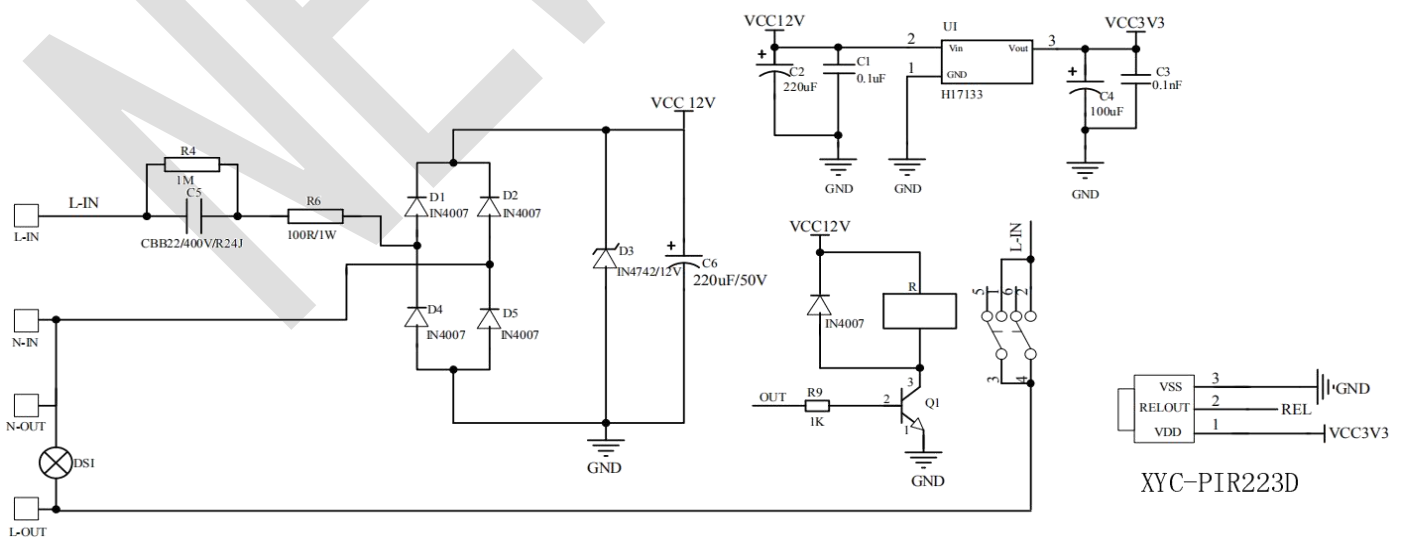 VCC12V
UI
VCC3V3
2
Vin
Vout
3
C2
220uF
C1
0.1uF
1
GND
H17133
C4
100uF
C3
0.1nF
GND
GND
GND
VCC 12V
R4
1M
C5
L-IN
L-IN
CBB22/400V/R24J
R6
100R/1W
D1
IN4007
D2
IN4007
D3
IN4742/12V
C6
220uF/50V
D4
IN4007
D5
IN4007
GND
N-IN
N-OUT
DSI
L-OUT
VCC12V
L-IN
R
IN4007
5
1
6
2
3
4
OUT
R9
1K
2
3
Q1
1
GND
VSS
3
GND
RELOUT
2
REL
VDD
1
VCC3V3
XYC-PIR223D